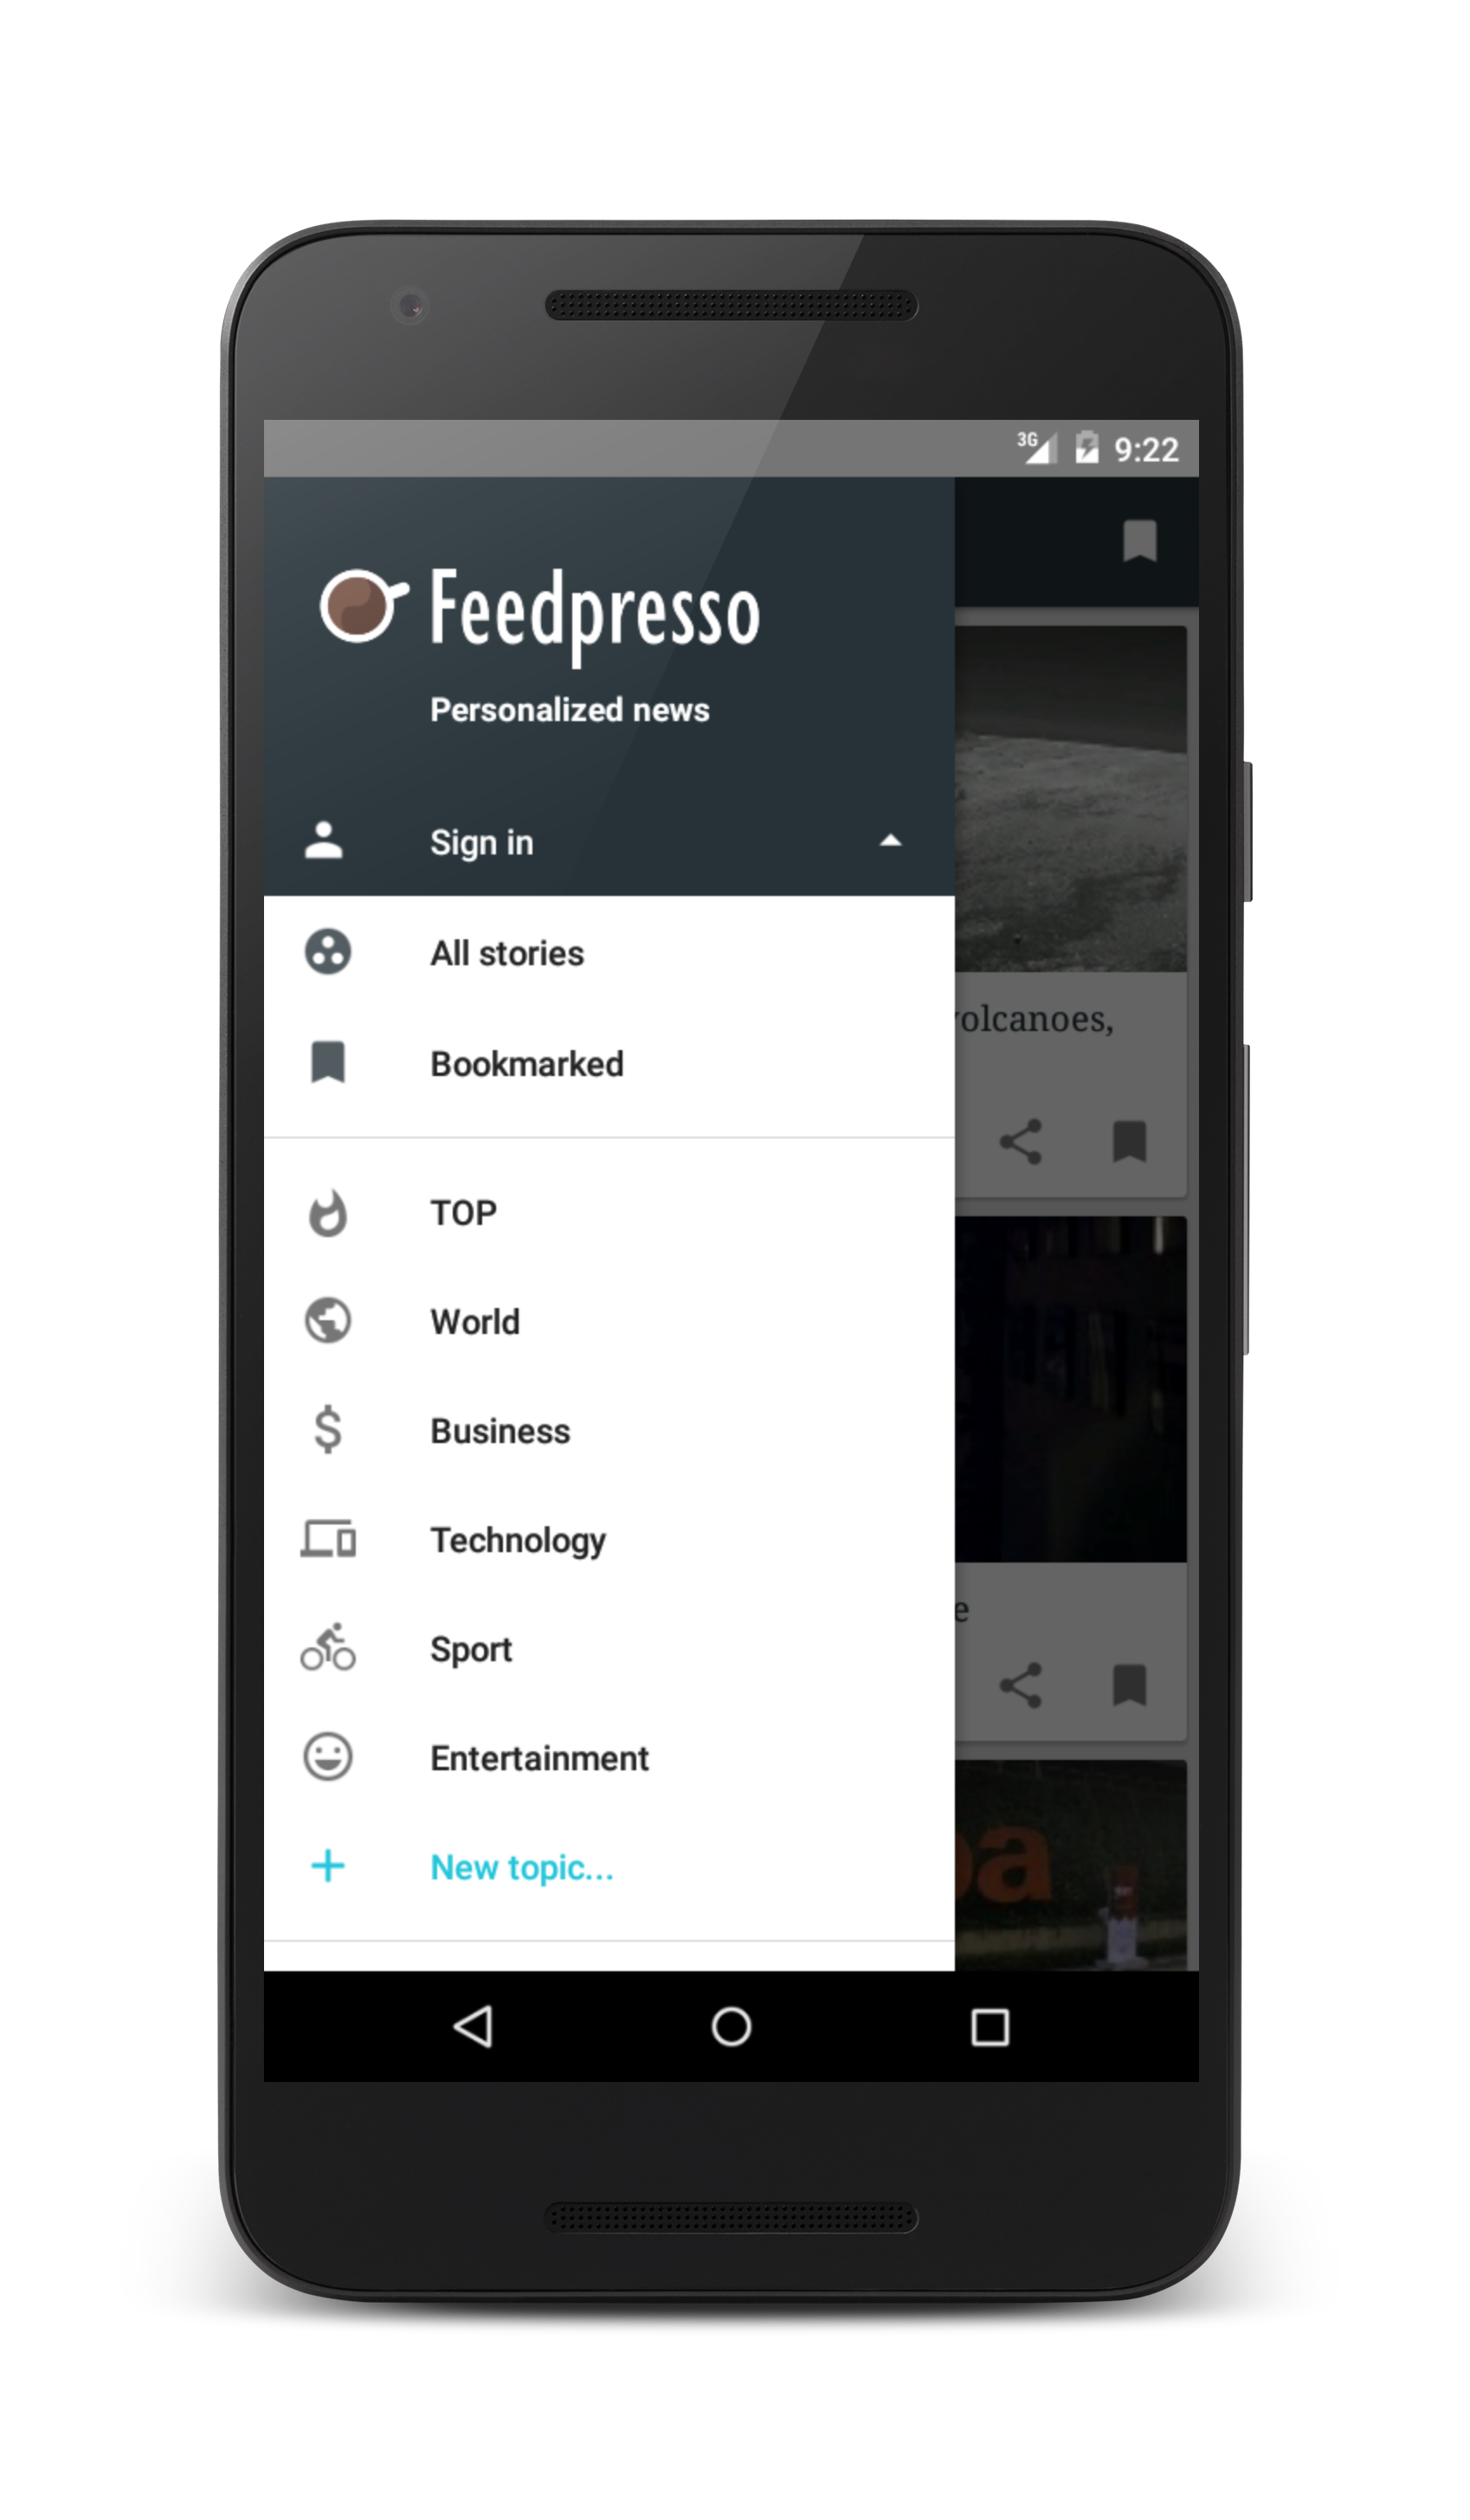 3G 9:22
Feedpresso
Personalized news
Sign in
All stories
Bookmarked
TOP
World
Business
Technology
Sport
Entertainment
New topic...
volcanoes,